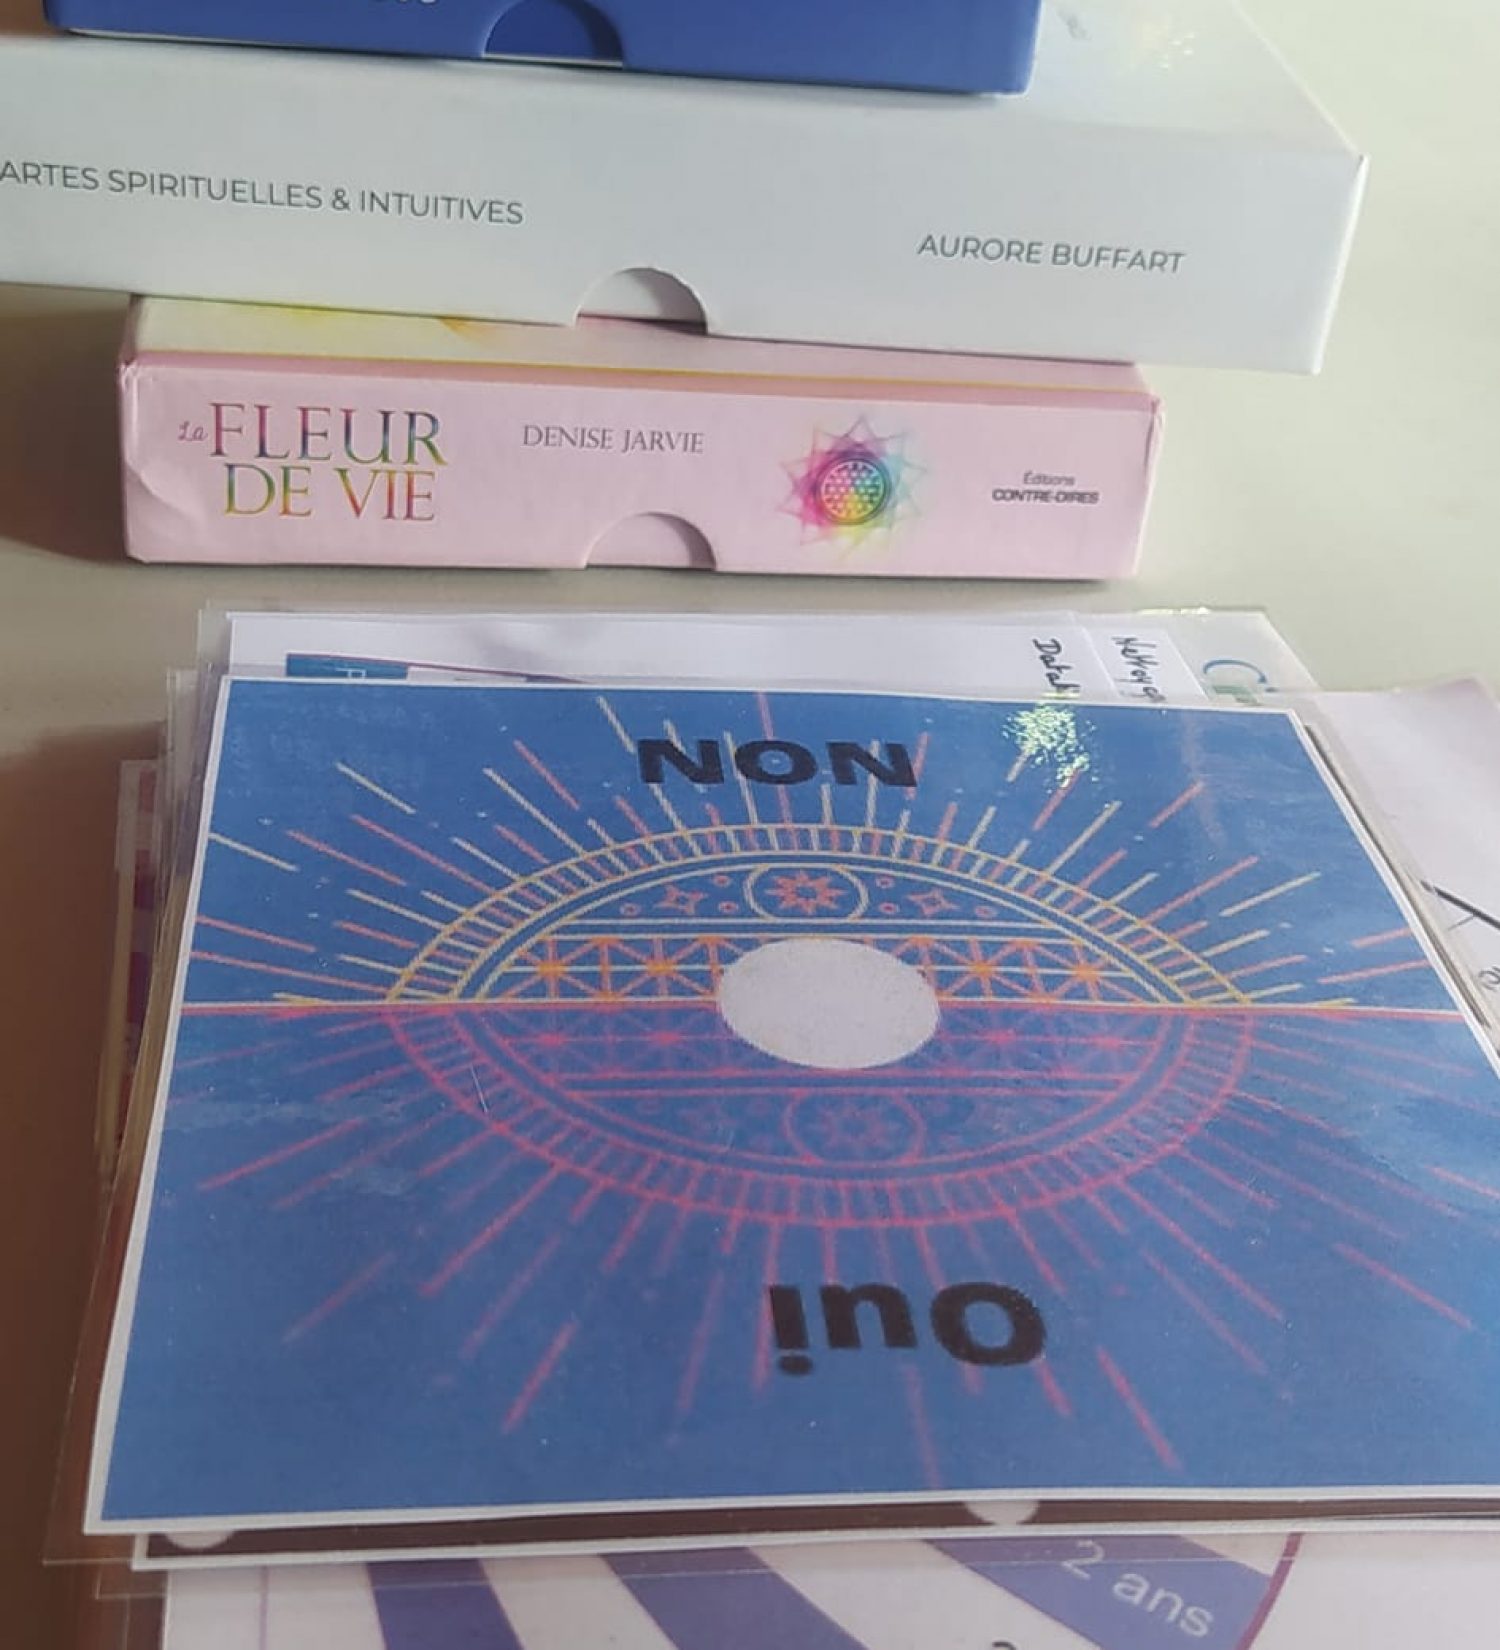 ARTES SPIRITUELLES & INTUITIVES
AURORE BUFFART
La FLEUR
DE VIE
DENISE JARVIE
Éditions
CONTRE-DIRES
NON
Oui
2 ans